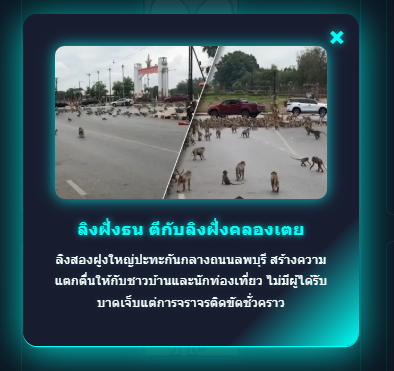 ลิงฝั่งธน ตีกับลิงฝั่งคลองเตย
ลิงสองฝูงใหญ่ปะทะกันกลางถนนลพบุรี สร้างความ
แตกตื่นให้กับชาวบ้านและนักท่องเที่ยว ไม่มีผู้ได้รับ
บาดเจ็บแต่การจราจรติดขัดชั่วคราว